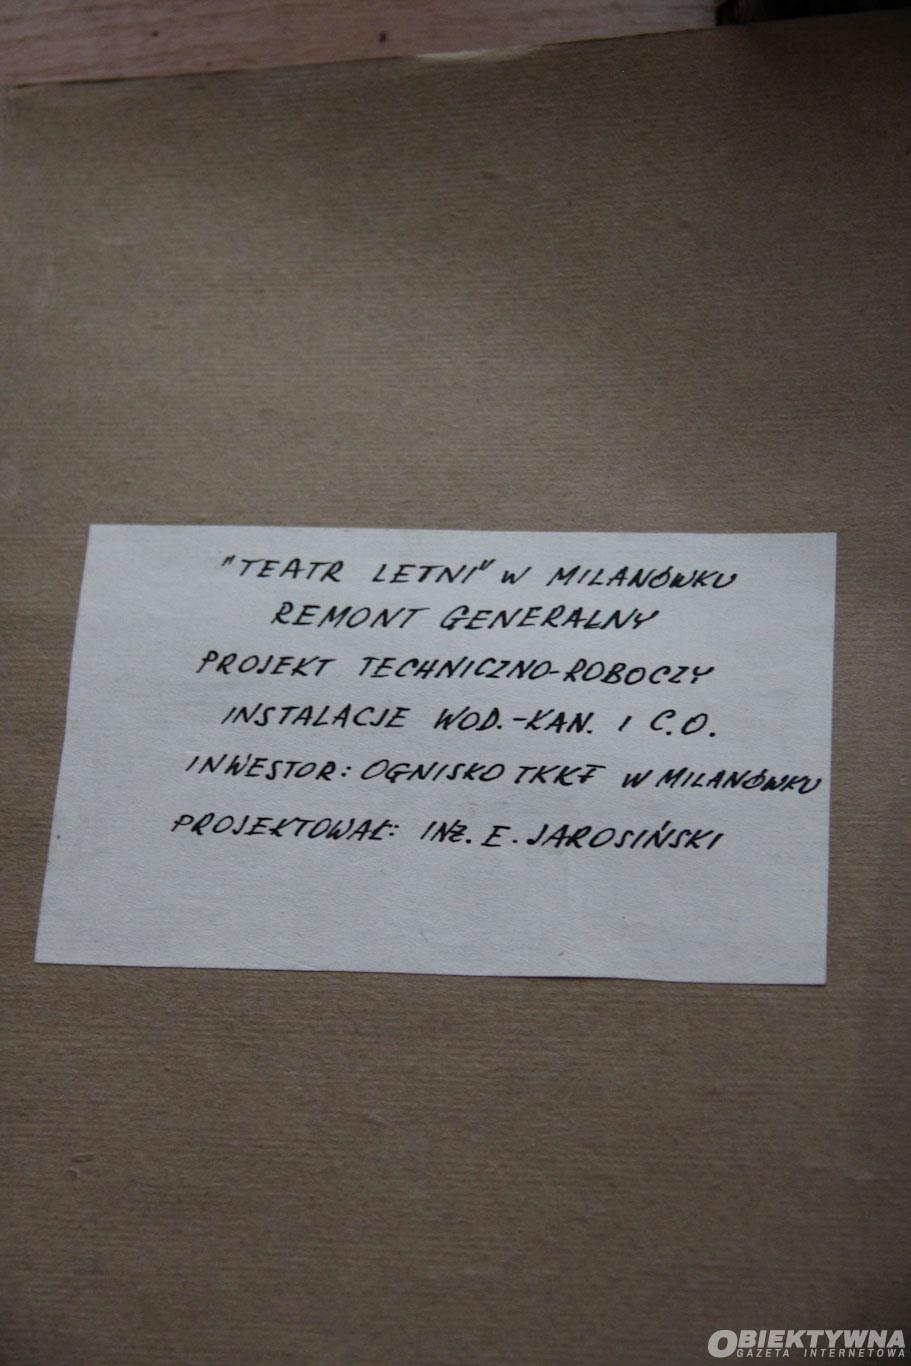 "TEATR LETNI" W MILANÓWKU
REMONT GENERALNY
PROJEKT TECHNICZNO-ROBOCZY
INSTALACJE WOD.-KAN. I C.O.
INWESTOR: OGNISKO TKKF W MILANÓWKU
PROJEKTOWAŁ: INŻ. E. JAROSIŃSKI
OBIEKTYWNA
GAZETA INTERNETOWA